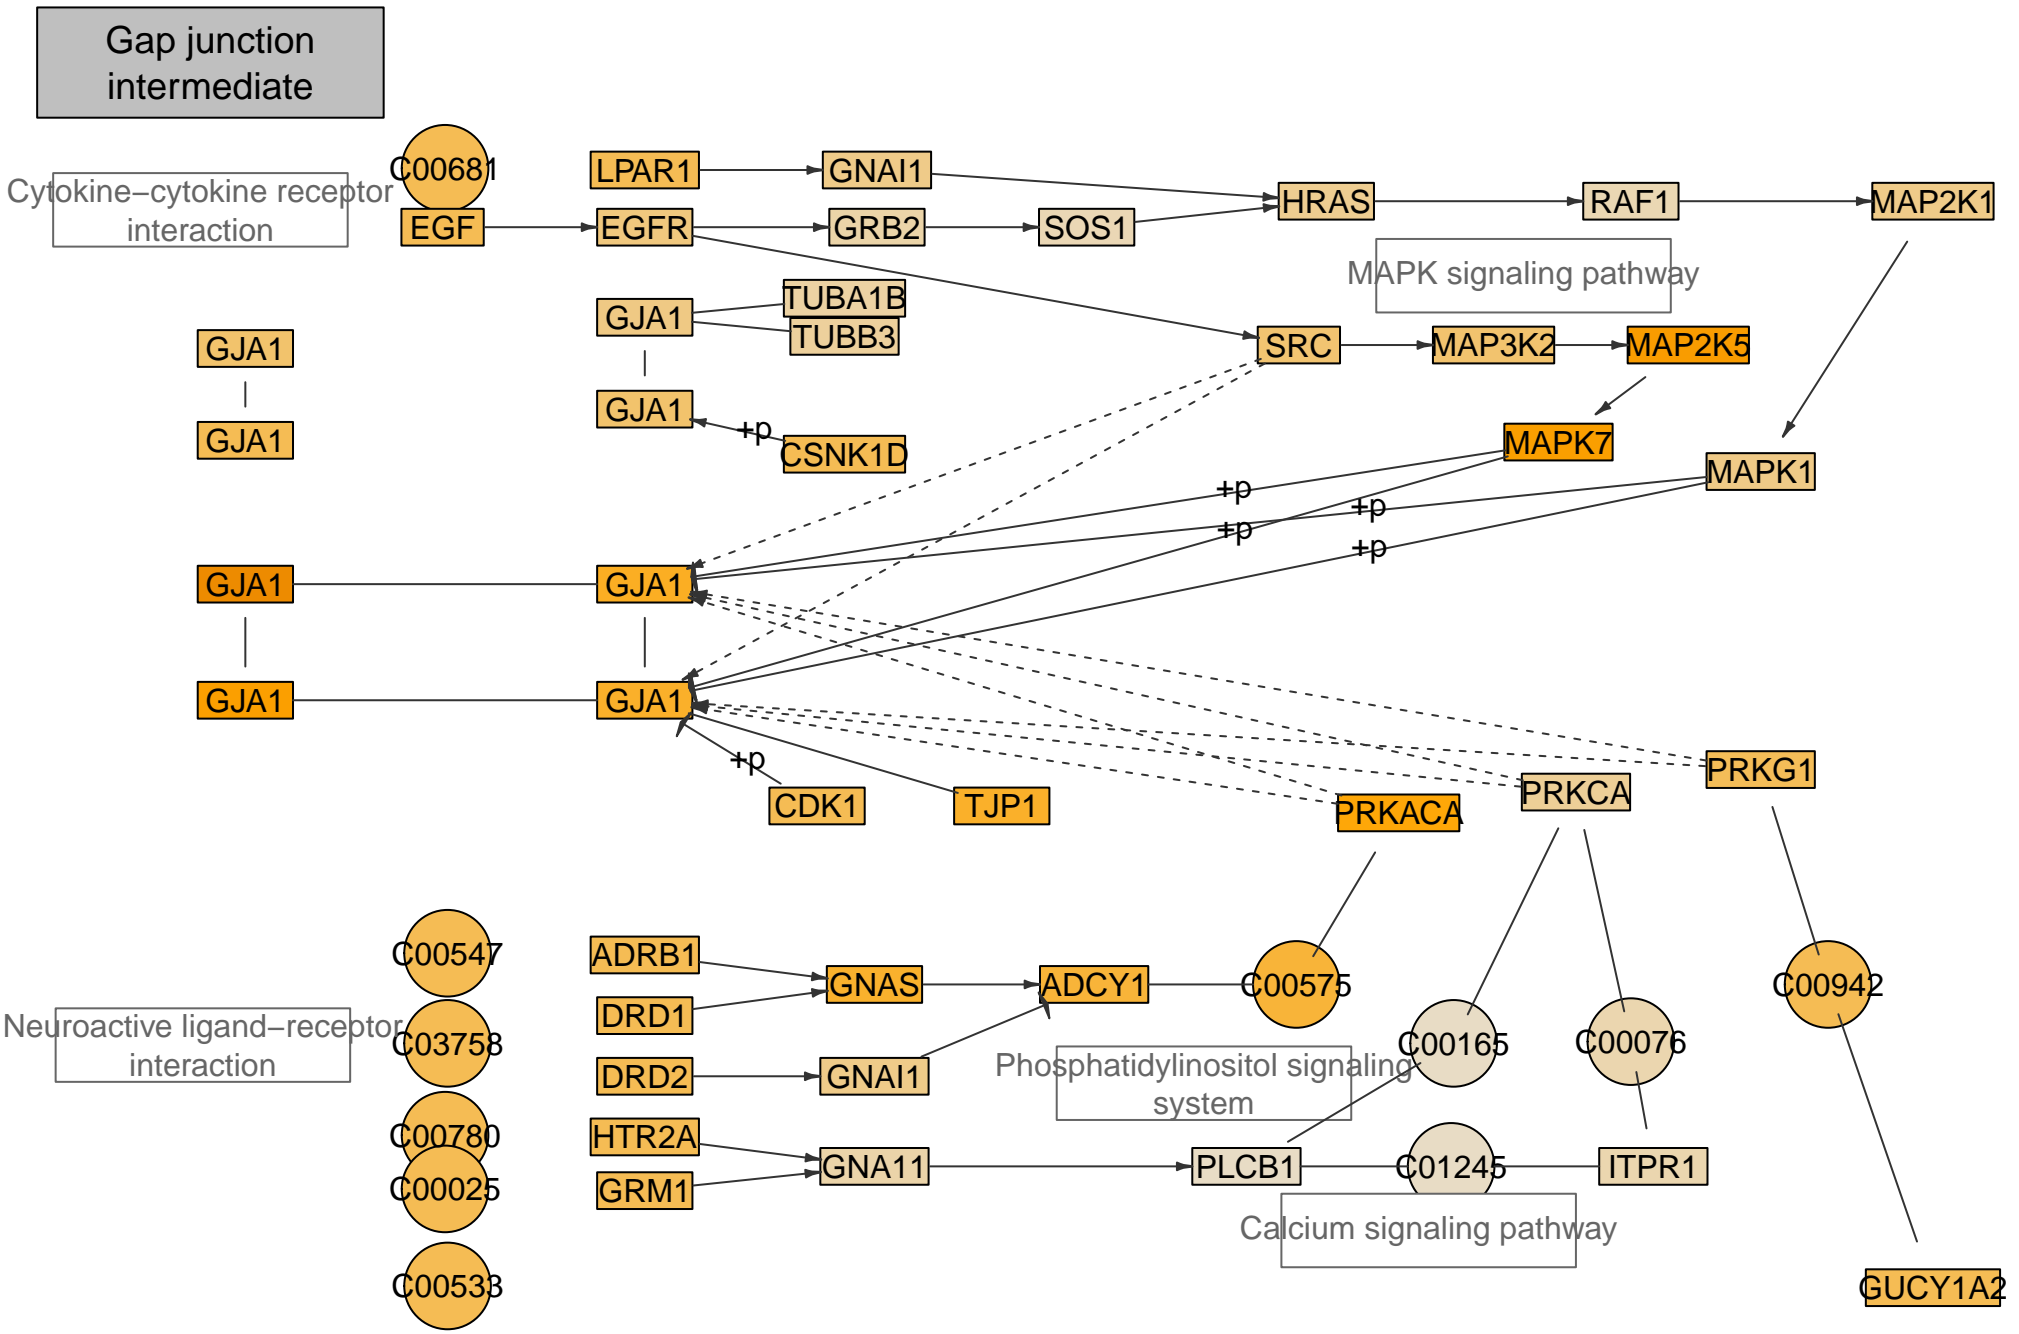 Gap junction
intermediate
C00681
LPAR1
GNAI1
Cytokine−cytokine receptor
interaction
HRAS
RAF1
MAP2K1
EGF
EGFR
GRB2
SOS1
MAPK signaling pathway
TUBA1B
GJA1
TUBB3
GJA1
SRC
MAP3K2
MAP2K5
GJA1
+p
GJA1
CSNK1D
MAPK7
MAPK1
+p
+p
+p
+p
GJA1
GJA1
GJA1
GJA1
+p
CDK1
TJP1
PRKACA
PRKCA
PRKG1
C00547
ADRB1
GNAS
ADCY1
C00575
C00942
DRD1
Neuroactive ligand−receptor
interaction
C03758
C00165
C00076
DRD2
GNAI1
Phosphatidylinositol signaling
system
C00780
HTR2A
GNA11
PLCB1
C01245
ITPR1
C00025
GRM1
Calcium signaling pathway
C00533
GUCY1A2